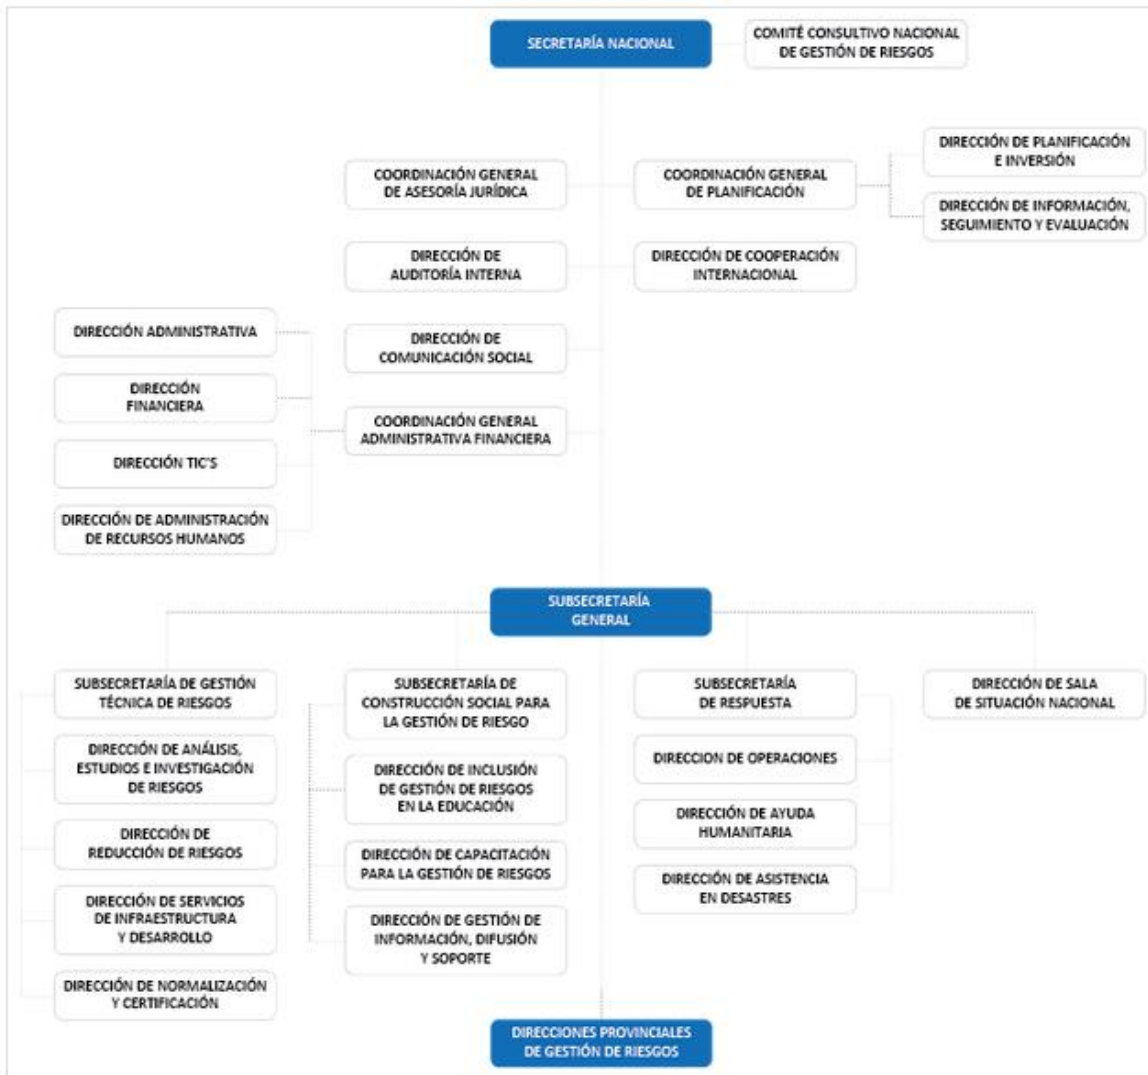 SECRETARÍA NACIONAL
COMITÉ CONSULTIVO NACIONAL
DE GESTIÓN DE RIESGOS
COORDINACIÓN GENERAL
DE ASESORÍA JURÍDICA
COORDINACIÓN GENERAL
DE PLANIFICACIÓN
DIRECCIÓN DE PLANIFICACIÓN
E INVERSIÓN
DIRECCIÓN DE INFORMACIÓN,
SEGUIMIENTO Y EVALUACIÓN
DIRECCIÓN DE
AUDITORÍA INTERNA
DIRECCIÓN DE COOPERACIÓN
INTERNACIONAL
DIRECCIÓN ADMINISTRATIVA
DIRECCIÓN DE
COMUNICACIÓN SOCIAL
DIRECCIÓN
FINANCIERA
COORDINACIÓN GENERAL
ADMINISTRATIVA FINANCIERA
DIRECCIÓN TIC'S
DIRECCIÓN DE ADMINISTRACIÓN
DE RECURSOS HUMANOS
SUBSECRETARÍA
GENERAL
SUBSECRETARÍA DE GESTIÓN
TÉCNICA DE RIESGOS
DIRECCIÓN DE ANÁLISIS,
ESTUDIOS E INVESTIGACIÓN
DE RIESGOS
DIRECCIÓN DE
REDUCCIÓN DE RIESGOS
DIRECCIÓN DE SERVICIOS
DE INFRAESTRUCTURA
Y DESARROLLO
DIRECCIÓN DE NORMALIZACIÓN
Y CERTIFICACIÓN
SUBSECRETARÍA DE
CONSTRUCCIÓN SOCIAL PARA
LA GESTIÓN DE RIESGO
DIRECCIÓN DE INCLUSIÓN
DE GESTIÓN DE RIESGOS
EN LA EDUCACIÓN
DIRECCIÓN DE CAPACITACIÓN
PARA LA GESTIÓN DE RIESGOS
DIRECCIÓN DE GESTIÓN DE
INFORMACIÓN, DIFUSIÓN
Y SOPORTE
SUBSECRETARÍA
DE RESPUESTA
DIRECCION DE OPERACIONES
DIRECCIÓN DE AYUDA
HUMANITARIA
DIRECCIÓN DE ASISTENCIA
EN DESASTRES
DIRECCIÓN DE SALA
DE SITUACIÓN NACIONAL
DIRECCIONES PROVINCIALES
DE GESTIÓN DE RIESGOS